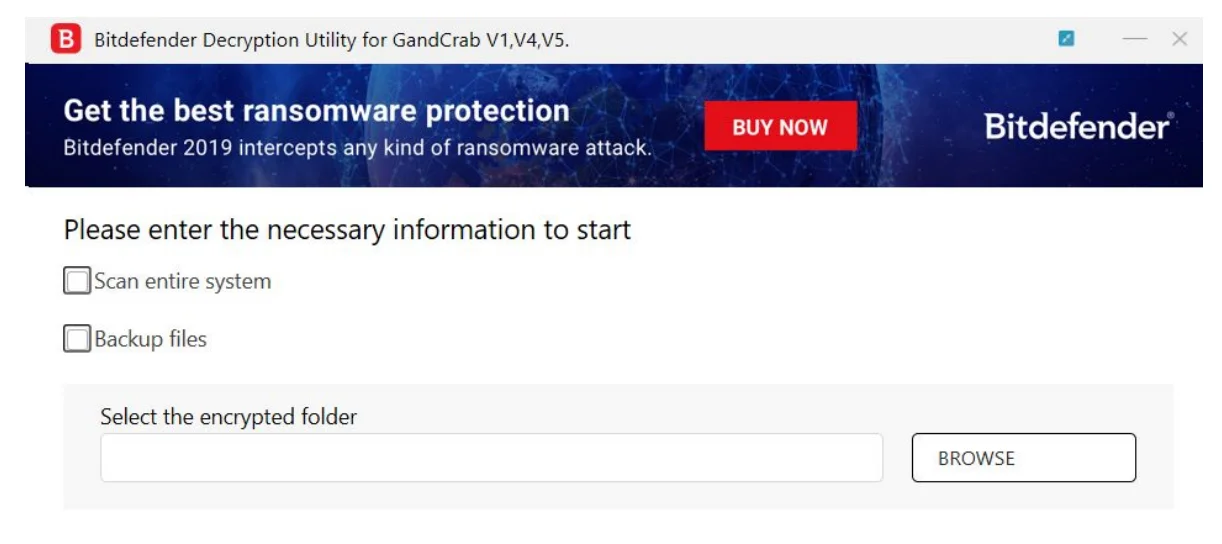 B Bitdefender Decryption Utility for GandCrab V1,V4,V5.
Get the best ransomware protection
Bitdefender 2019 intercepts any kind of ransomware attack.
BUY NOW
Bitdefender®
Please enter the necessary information to start
Scan entire system
Backup files
Select the encrypted folder
BROWSE